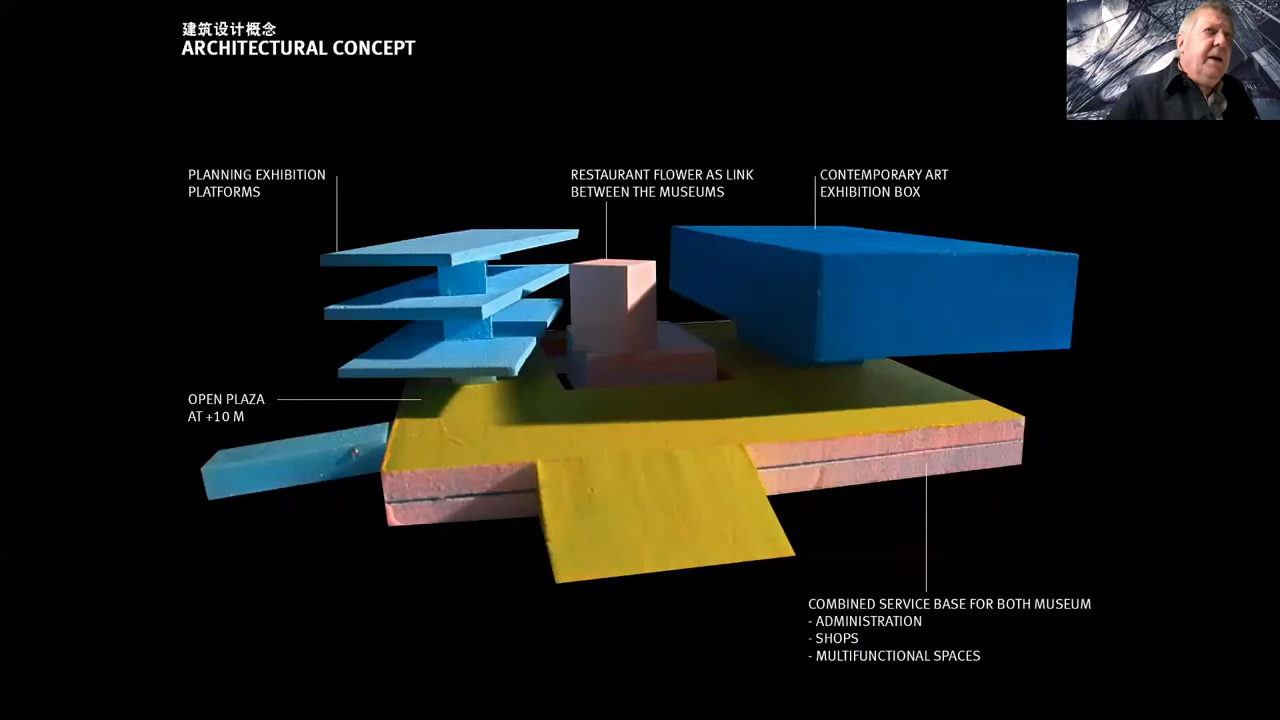 建筑设计概念
ARCHITECTURAL CONCEPT
PLANNING EXHIBITION
PLATFORMS
RESTAURANT FLOWER AS LINK
BETWEEN THE MUSEUMS
CONTEMPORARY ART
EXHIBITION BOX
OPEN PLAZA
AT +10 M
COMBINED SERVICE BASE FOR BOTH MUSEUM
- ADMINISTRATION
- SHOPS
- MULTIFUNCTIONAL SPACES